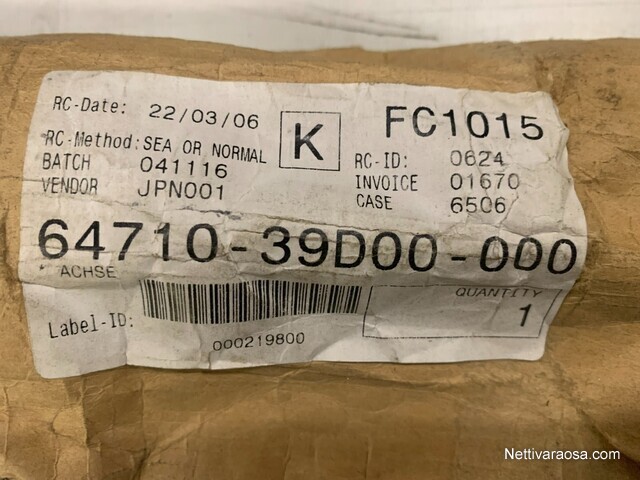 RC-Date: 22/03/06
K
FC1015
RC-Method: SEA OR NORMAL
BATCH 041116
VENDOR JPN001
RC-ID: 0624
INVOICE 01670
CASE 6506
64710-39D00-000
ACHSE
QUANTITY
1
Label-ID:
000219800
Nettivaraosa.com